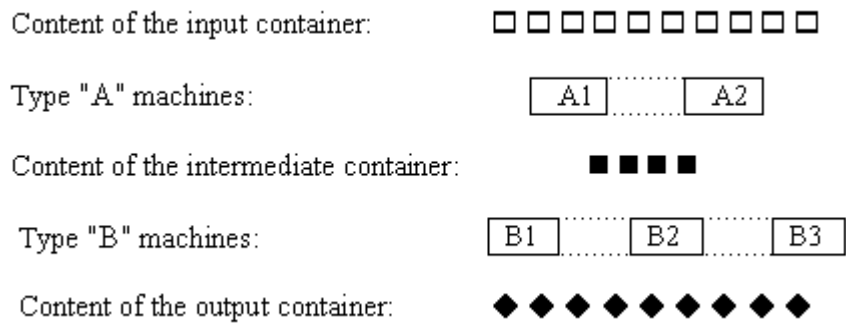 Content of the input container:
Type "A" machines:
A1 A2
Content of the intermediate container:
Type "B" machines:
B1 B2 B3
Content of the output container: